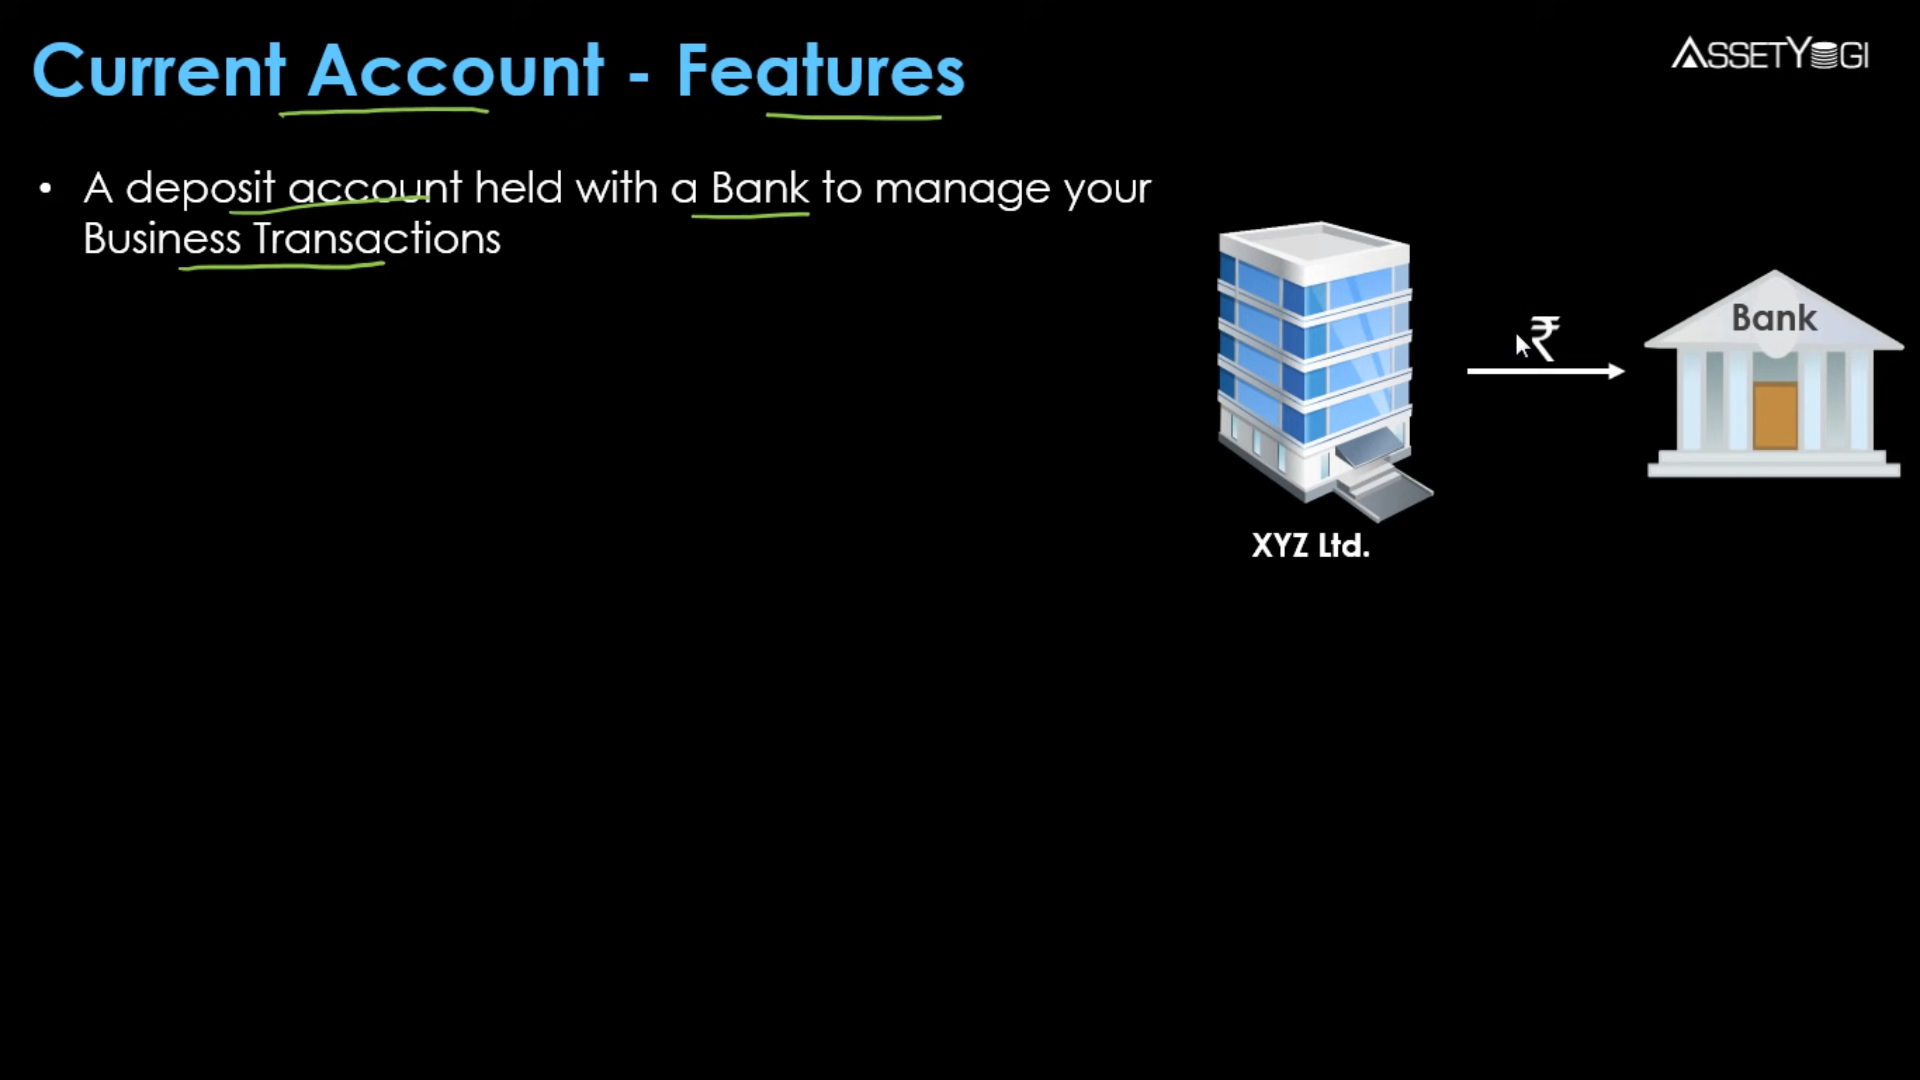 Current Account - Features
ASSETYOGI
• A deposit account held with a Bank to manage your
Business Transactions
₹
Bank
XYZ Ltd.